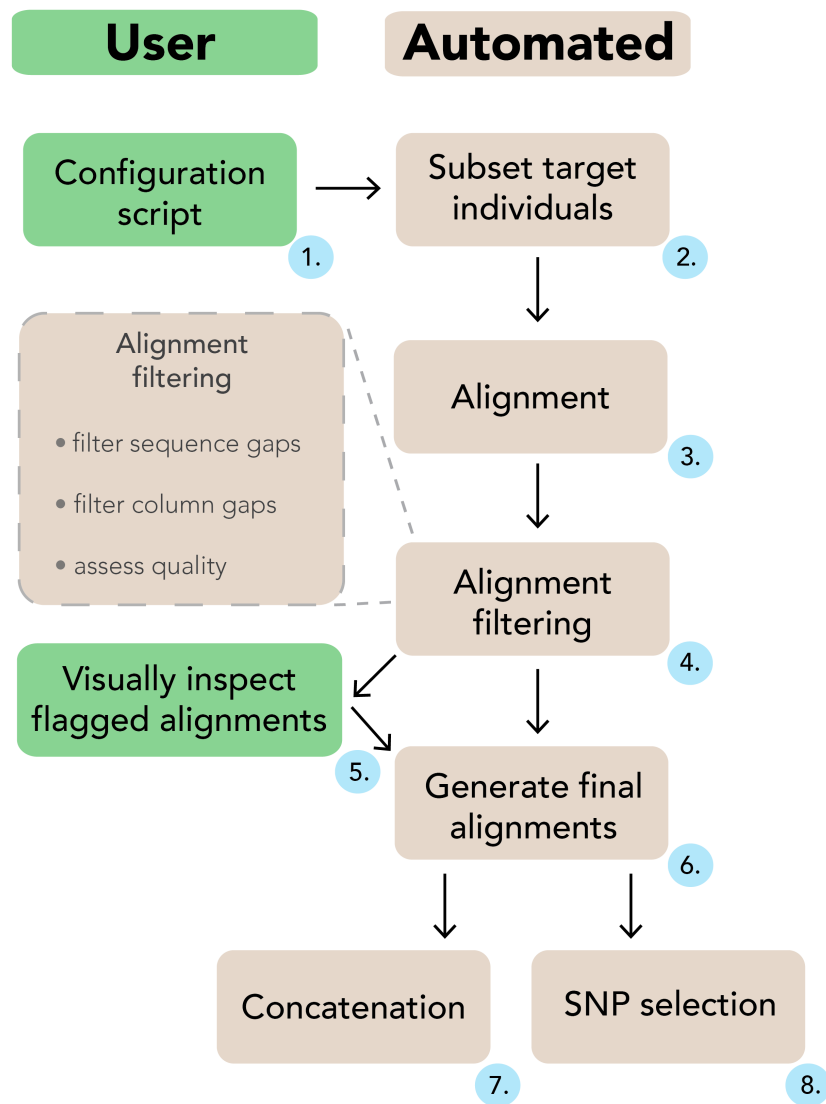 User
Automated
Configuration
script
1.
Subset target
individuals
2.
Alignment
filtering
• filter sequence gaps
• filter column gaps
• assess quality
Alignment
3.
Alignment
filtering
4.
Visually inspect
flagged alignments
5.
Generate final
alignments
6.
Concatenation
7.
SNP selection
8.